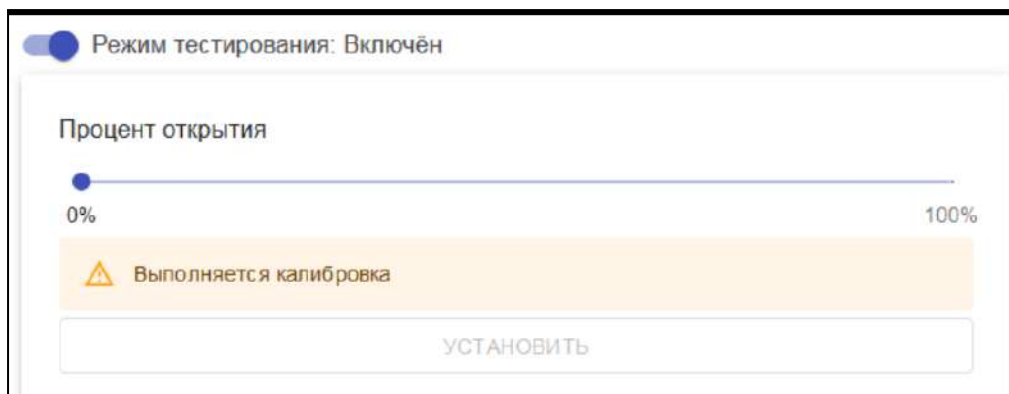 Режим тестирования: Включён
Процент открытия
0% 100%
Выполняется калибровка
УСТАНОВИТЬ